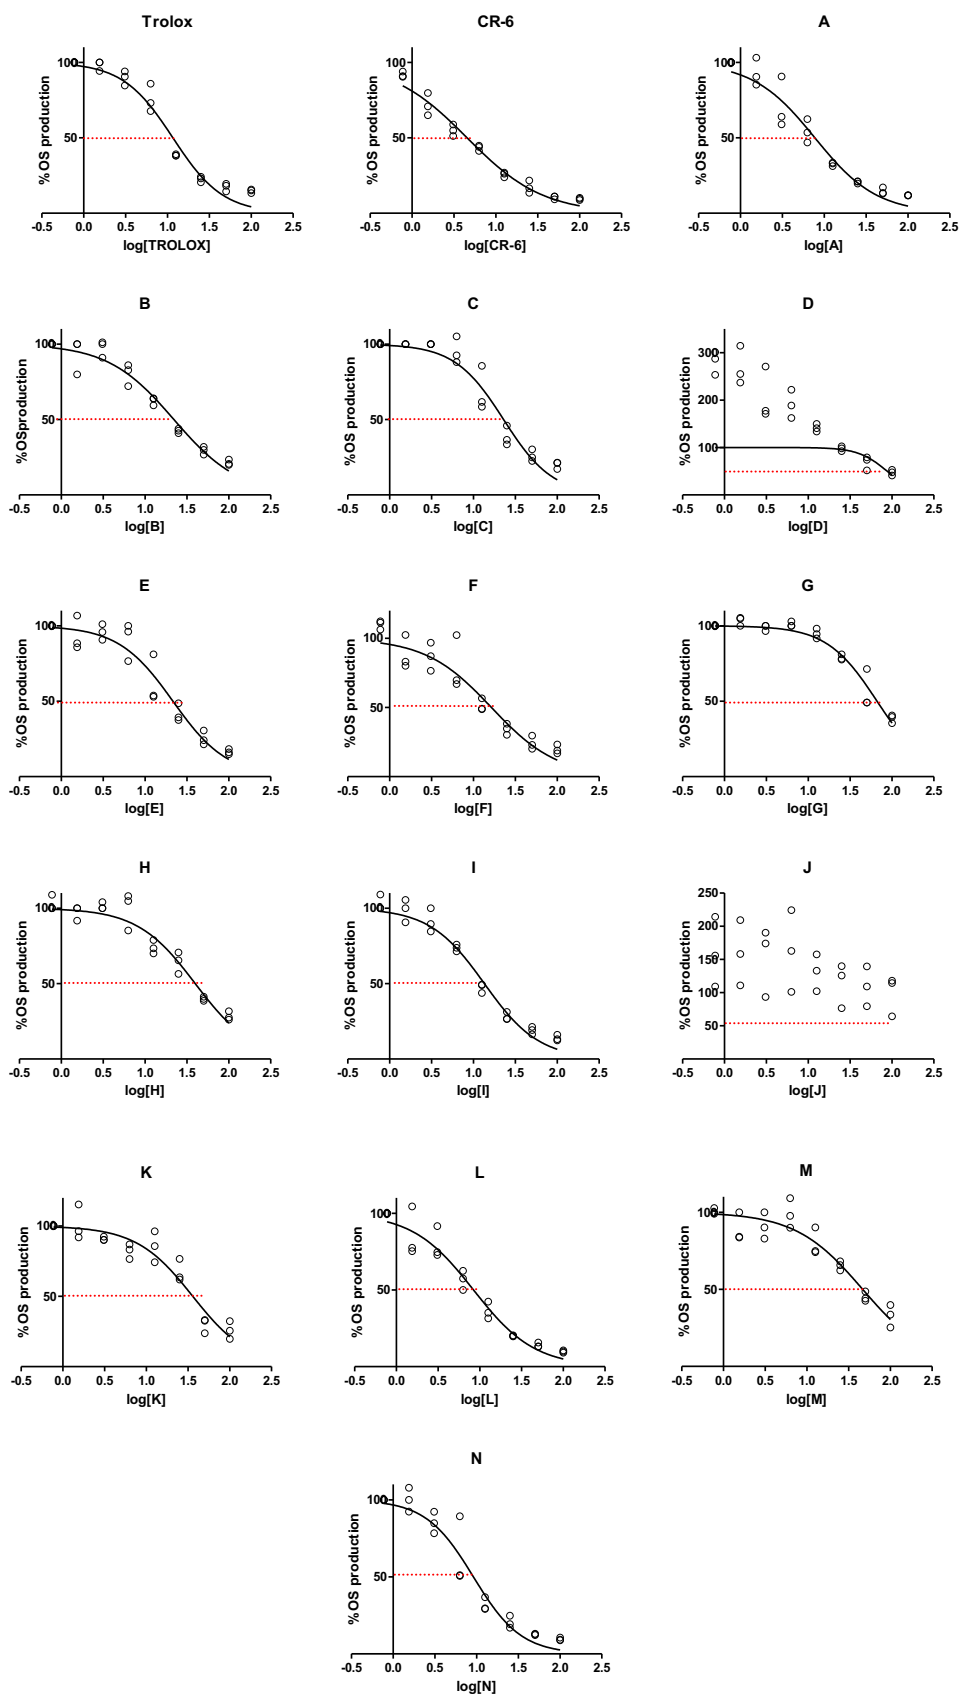 Trolox
CR-6
A
100
50
%OS production
-0.5 0.0 0.5 1.0 1.5 2.0 2.5
log[TROLOX]
100
50
%OS production
-0.5 0.0 0.5 1.0 1.5 2.0 2.5
log[CR-6]
100
50
%OS production
-0.5 0.0 0.5 1.0 1.5 2.0 2.5
log[A]
B
C
D
100
50
%OSproduction
-0.5 0.0 0.5 1.0 1.5 2.0 2.5
log[B]
100
50
%OS production
-0.5 0.0 0.5 1.0 1.5 2.0 2.5
log[C]
300
200
100
50
%OS production
-0.5 0.0 0.5 1.0 1.5 2.0 2.5
log[D]
E
F
G
100
50
%OS production
-0.5 0.0 0.5 1.0 1.5 2.0 2.5
log[E]
100
50
%OS production
-0.5 0.0 0.5 1.0 1.5 2.0 2.5
log[F]
100
50
%OS production
-0.5 0.0 0.5 1.0 1.5 2.0 2.5
log[G]
H
I
J
100
50
%OS production
-0.5 0.0 0.5 1.0 1.5 2.0 2.5
log[H]
100
50
%OS production
-0.5 0.0 0.5 1.0 1.5 2.0 2.5
log[I]
250
200
150
100
50
%OS production
-0.5 0.0 0.5 1.0 1.5 2.0 2.5
log[J]
K
L
M
100
50
%OS production
-0.5 0.0 0.5 1.0 1.5 2.0 2.5
log[K]
100
50
%OS production
-0.5 0.0 0.5 1.0 1.5 2.0 2.5
log[L]
100
50
%OS production
-0.5 0.0 0.5 1.0 1.5 2.0 2.5
log[M]
N
100
50
%OS production
-0.5 0.0 0.5 1.0 1.5 2.0 2.5
log[N]